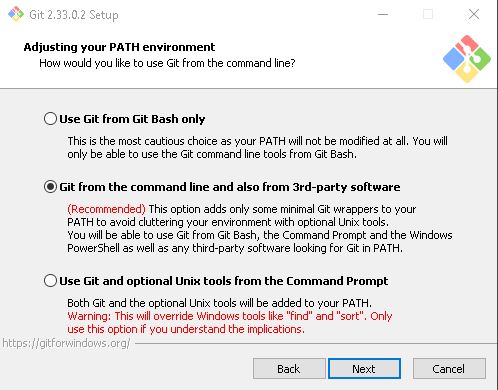 Git 2.33.0.2 Setup
Adjusting your PATH environment
How would you like to use Git from the command line?
Use Git from Git Bash only
This is the most cautious choice as your PATH will not be modified at all. You will
only be able to use the Git command line tools from Git Bash.
Git from the command line and also from 3rd-party software
(Recommended) This option adds only some minimal Git wrappers to your
PATH to avoid cluttering your environment with optional Unix tools.
You will be able to use Git from Git Bash, the Command Prompt and the Windows
PowerShell as well as any third-party software looking for Git in PATH.
Use Git and optional Unix tools from the Command Prompt
Both Git and the optional Unix tools will be added to your PATH.
Warning: This will override Windows tools like "find" and "sort". Only
use this option if you understand the implications.
https://gitforwindows.org/
Back Next Cancel